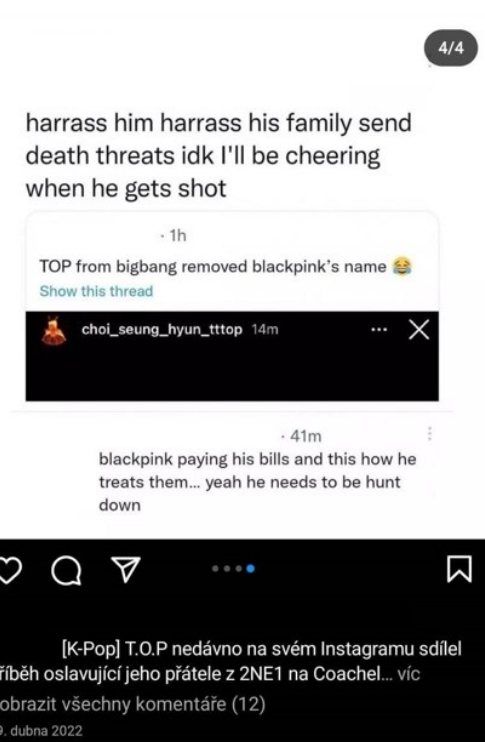 4/4
harrass him harrass his family send
death threats idk I'll be cheering
when he gets shot
· 1h
TOP from bigbang removed blackpink's name 😂
Show this thread
choi_seung_hyun_tttop 14m
· 41m
blackpink paying his bills and this how he
treats them... yeah he needs to be hunt
down
[K-Pop] T.O.P nedávno na svém Instagramu sdílel
říběh oslavující jeho přátele z 2NE1 na Coachel... víc
obrazit všechny komentáře (12)
9. dubna 2022